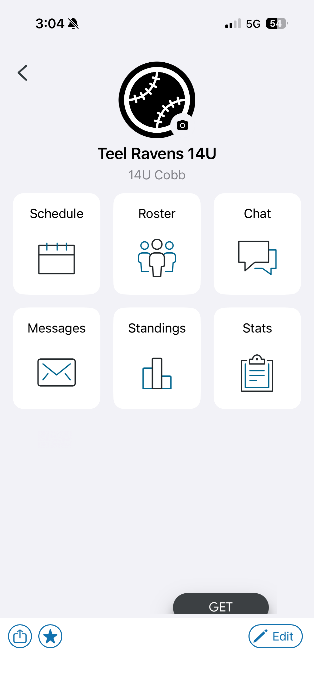 3:04 5G 54
Teel Ravens 14U
14U Cobb
Schedule Roster Chat
Messages Standings Stats
GET
Edit